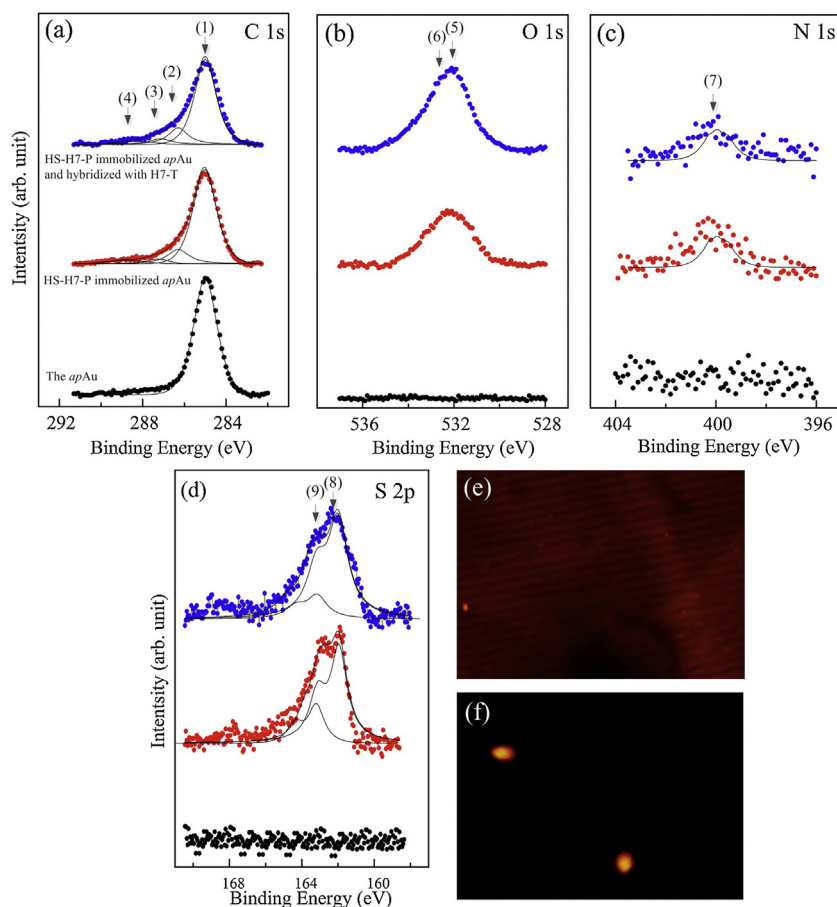 (a) (1) C 1s
(2)
(3)
(4)
HS-H7-P immobilized apAu
and hybridized with H7-T
HS-H7-P immobilized apAu
The apAu
Intentsity (arb. unit)
292 288 284
Binding Energy (eV)
(b) O 1s
(6) (5)
536 532 528
Binding Energy (eV)
(c) N 1s
(7)
404 400 396
Binding Energy (eV)
(d) S 2p
(9) (8)
Intentsity (arb. unit)
168 164 160
Binding Energy (eV)
(e)
(f)